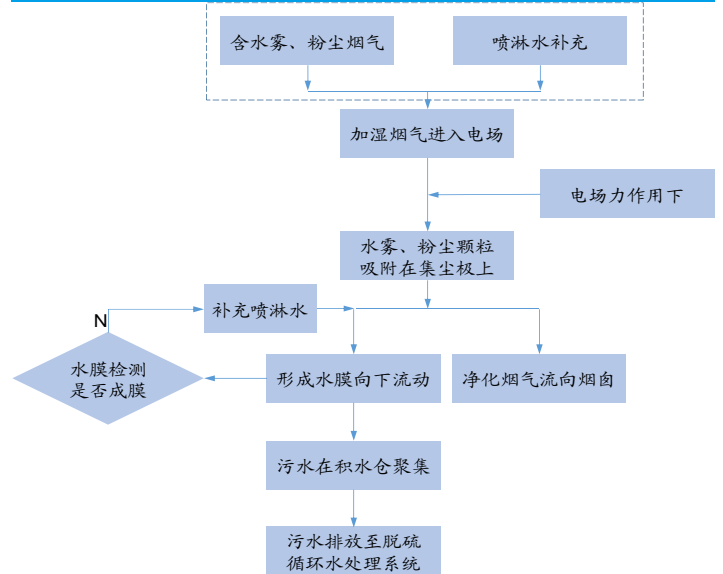 含水雾、粉尘烟气
喷淋水补充
加湿烟气进入电场
电场力作用下
水雾、粉尘颗粒
吸附在集尘极上
补充喷淋水
N
水膜检测
是否成膜
形成水膜向下流动
净化烟气流向烟囱
污水在积水仓聚集
污水排放至脱硫
循环水处理系统